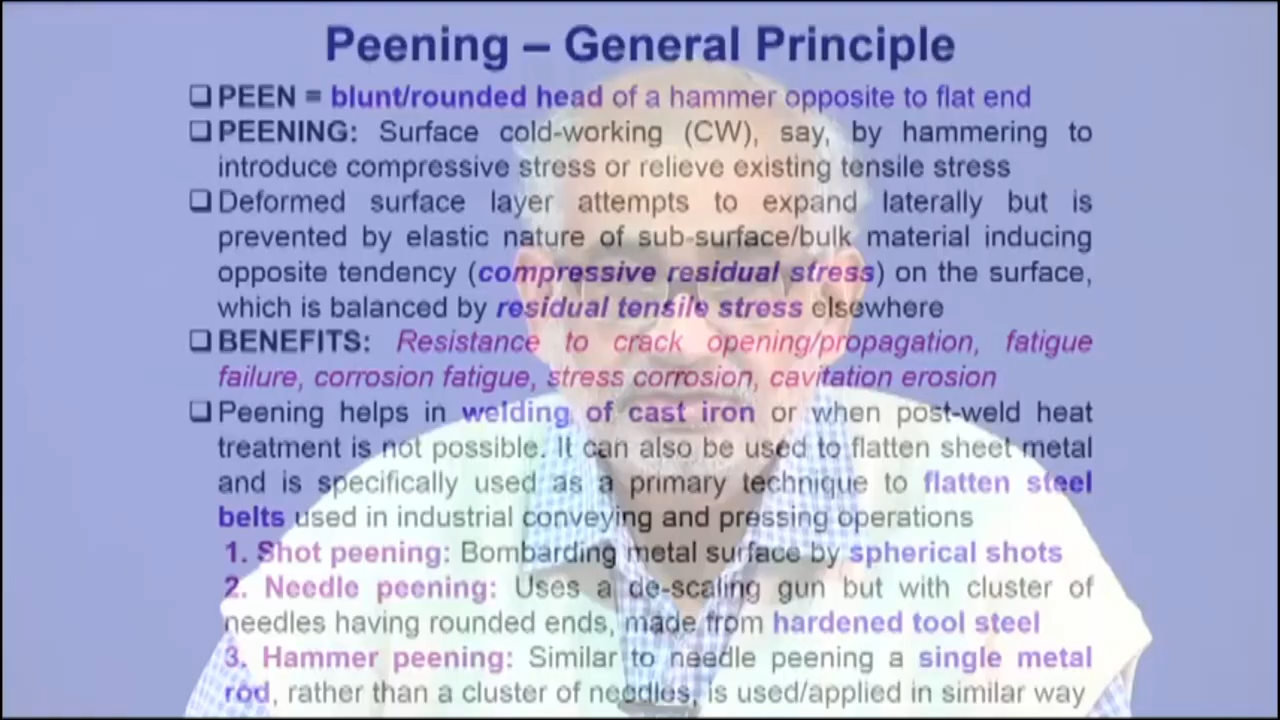 Peening – General Principle
❑ PEEN ≡ blunt/rounded head of a hammer opposite to flat end
❑ PEENING: Surface cold-working (CW), say, by hammering to
introduce compressive stress or relieve existing tensile stress
❑ Deformed surface layer attempts to expand laterally but is
prevented by elastic nature of sub-surface/bulk material inducing
opposite tendency (compressive residual stress) on the surface,
which is balanced by residual tensile stress elsewhere
❑ BENEFITS: Resistance to crack opening/propagation, fatigue
failure, corrosion fatigue, stress corrosion, cavitation erosion
❑ Peening helps in welding of cast iron or when post-weld heat
treatment is not possible. It can also be used to flatten sheet metal
and is specifically used as a primary technique to flatten steel
belts used in industrial conveying and pressing operations
1. Shot peening: Bombarding metal surface by spherical shots
2. Needle peening: Uses a de-scaling gun but with cluster of
needles having rounded ends, made from hardened tool steel
3. Hammer peening: Similar to needle peening a single metal
rod, rather than a cluster of needles, is used/applied in similar way